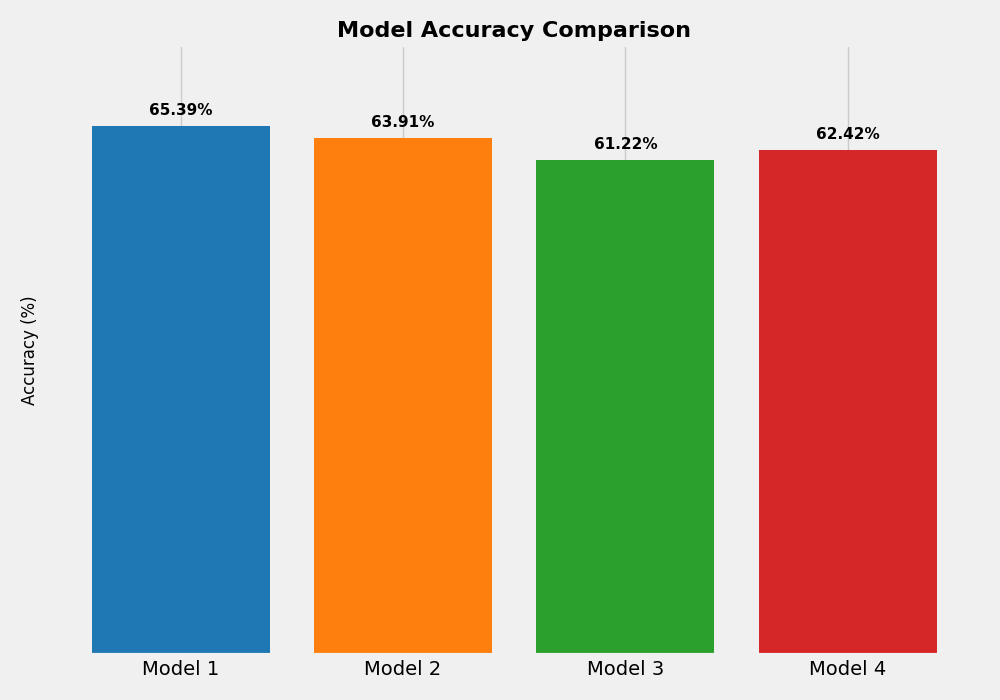 Model Accuracy Comparison
65.39%
63.91%
61.22%
62.42%
Accuracy (%)
Model 1
Model 2
Model 3
Model 4